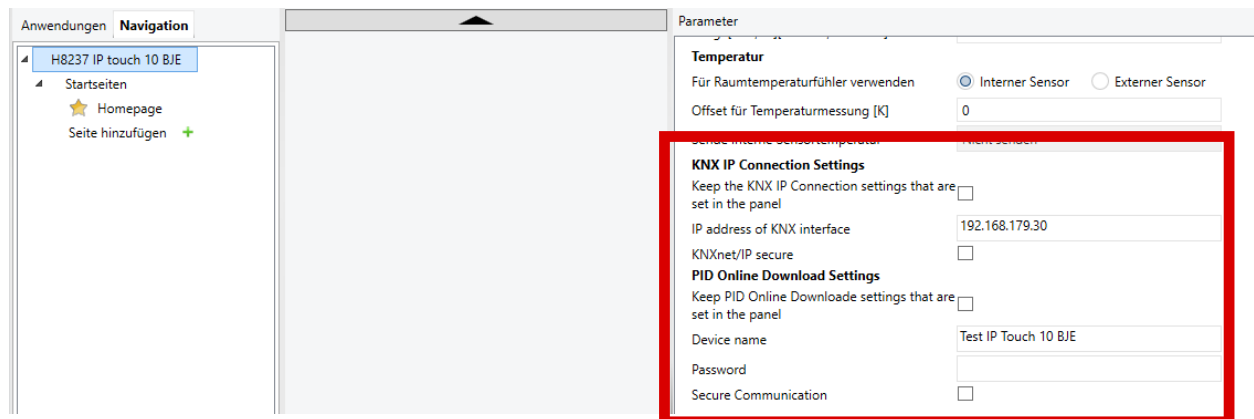 Anwendungen Navigation
Parameter
H8237 IP touch 10 BJE
Startseiten
Homepage
Seite hinzufügen +
Temperatur
Für Raumtemperaturfühler verwenden Interner Sensor Externer Sensor
Offset für Temperaturmessung [K] 0
Sende interne Sensortemperatur Nicht senden
KNX IP Connection Settings
Keep the KNX IP Connection settings that are
set in the panel
IP address of KNX interface 192.168.179.30
KNXnet/IP secure
PID Online Download Settings
Keep PID Online Downloade settings that are
set in the panel
Device name Test IP Touch 10 BJE
Password
Secure Communication